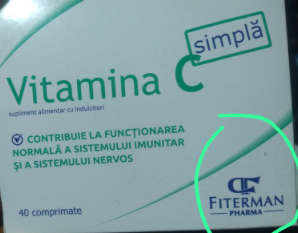 simplă
Vitamina C
supliment alimentar cu îndulcitori
CONTRIBUIE LA FUNCȚIONAREA
NORMALĂ A SISTEMULUI IMUNITAR
ȘI A SISTEMULUI NERVOS
40 comprimate
FITERMAN
PHARMA